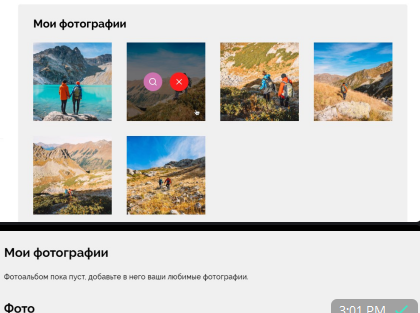 Мои фотографии
Мои фотографии
Фотоальбом пока пуст, добавьте в него ваши любимые фотографии.
Фото
3:01 PM